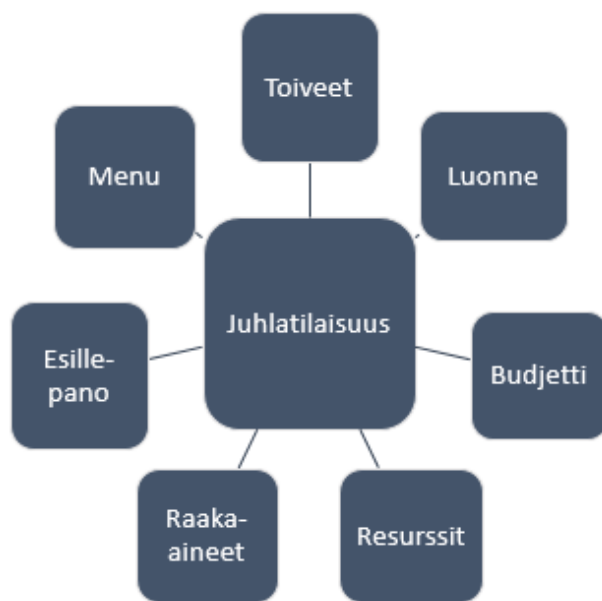 Toiveet
Menu
Luonne
Juhlatilaisuus
Esille-
pano
Budjetti
Raaka-
aineet
Resurssit